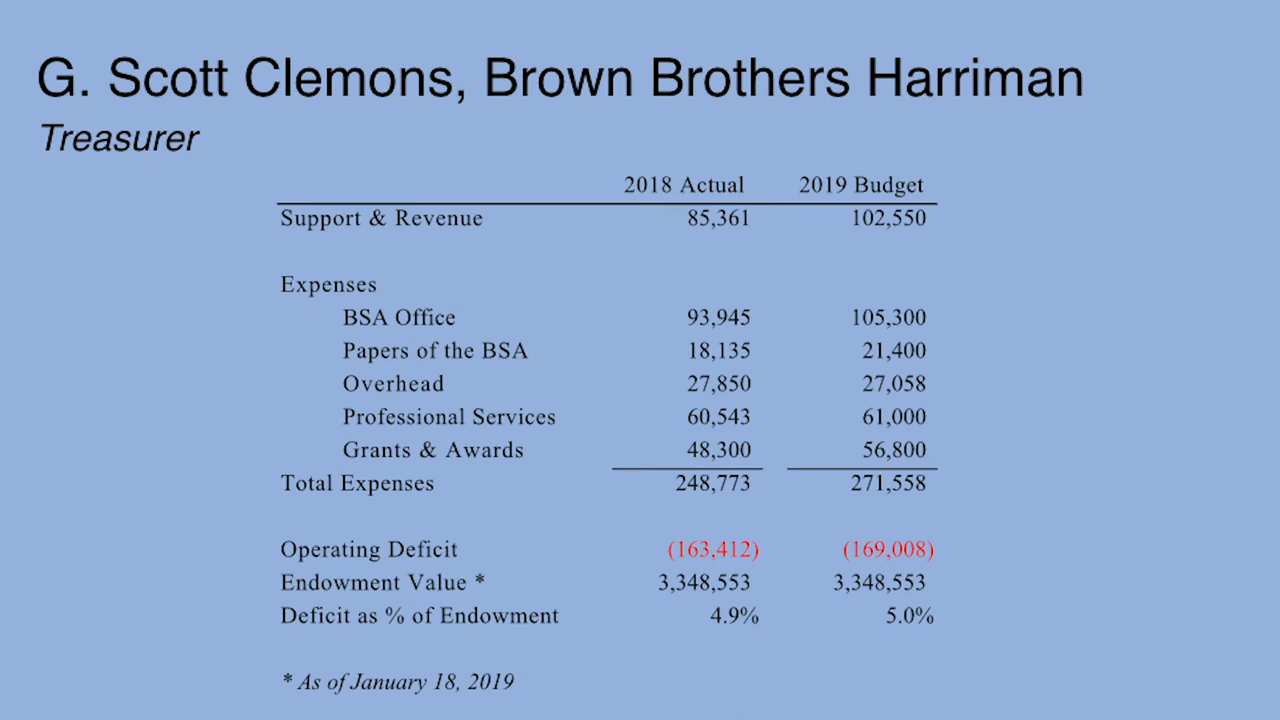 G. Scott Clemons, Brown Brothers Harriman
Treasurer
2018 Actual 2019 Budget
Support & Revenue 85,361 102,550
Expenses
BSA Office 93,945 105,300
Papers of the BSA 18,135 21,400
Overhead 27,850 27,058
Professional Services 60,543 61,000
Grants & Awards 48,300 56,800
Total Expenses 248,773 271,558
Operating Deficit (163,412) (169,008)
Endowment Value * 3,348,553 3,348,553
Deficit as % of Endowment 4.9% 5.0%
* As of January 18, 2019